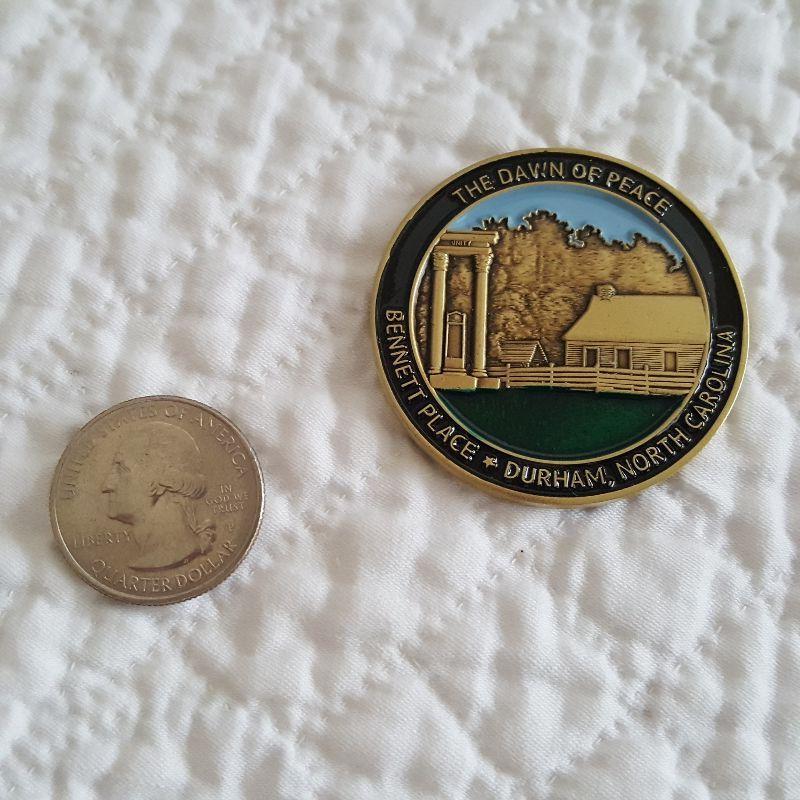 THE DAWN OF PEACE
UNITY
BENNETT PLACE ★ DURHAM, NORTH CAROLINA
UNITED STATES OF AMERICA
LIBERTY
IN
GOD WE
TRUST
P
QUARTER DOLLAR